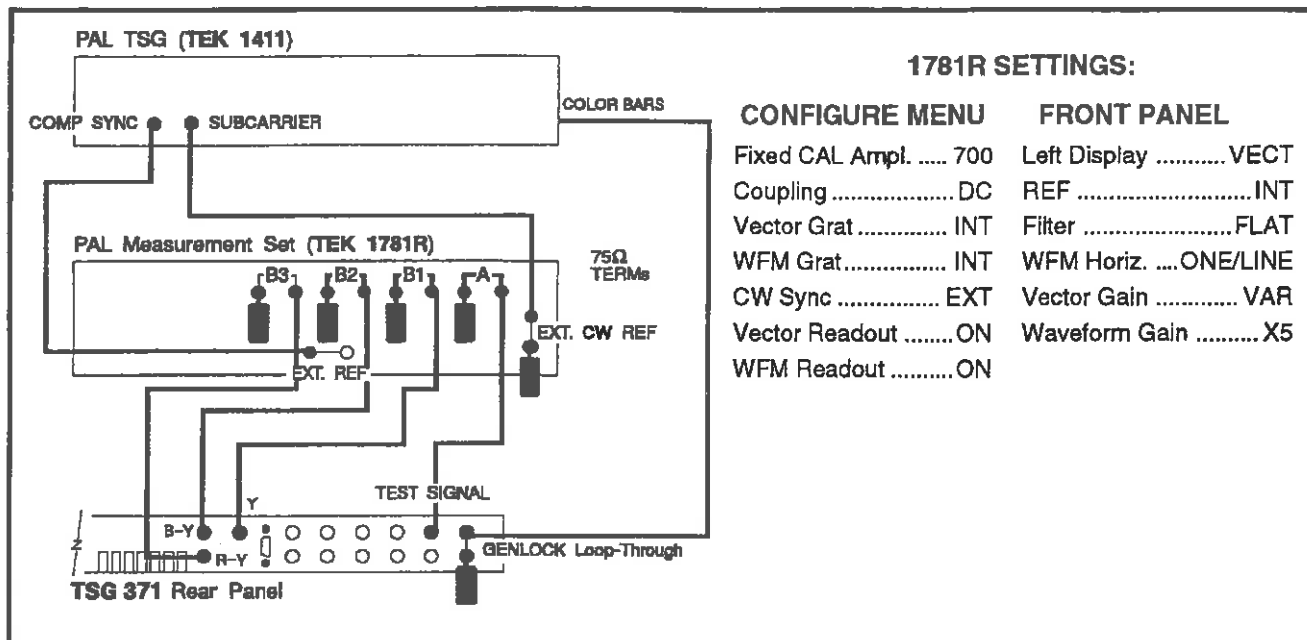 PAL TSG (TEK 1411)
COLOR BARS
COMP SYNC
SUBCARRIER
PAL Measurement Set (TEK 1781R)
75Ω
TERMs
B3
B2
B1
A
EXT. CW REF
EXT. REF
TEST SIGNAL
Y
B-Y
R-Y
GENLOCK Loop-Through
TSG 371 Rear Panel
1781R SETTINGS:
CONFIGURE MENU
Fixed CAL Ampl. ..... 700
Coupling ................ DC
Vector Grat ............ INT
WFM Grat ............... INT
CW Sync ............... EXT
Vector Readout ........ ON
WFM Readout .......... ON
FRONT PANEL
Left Display ........... VECT
REF ......................... INT
Filter ..................... FLAT
WFM Horiz. .... ONE/LINE
Vector Gain ............ VAR
Waveform Gain .......... X5